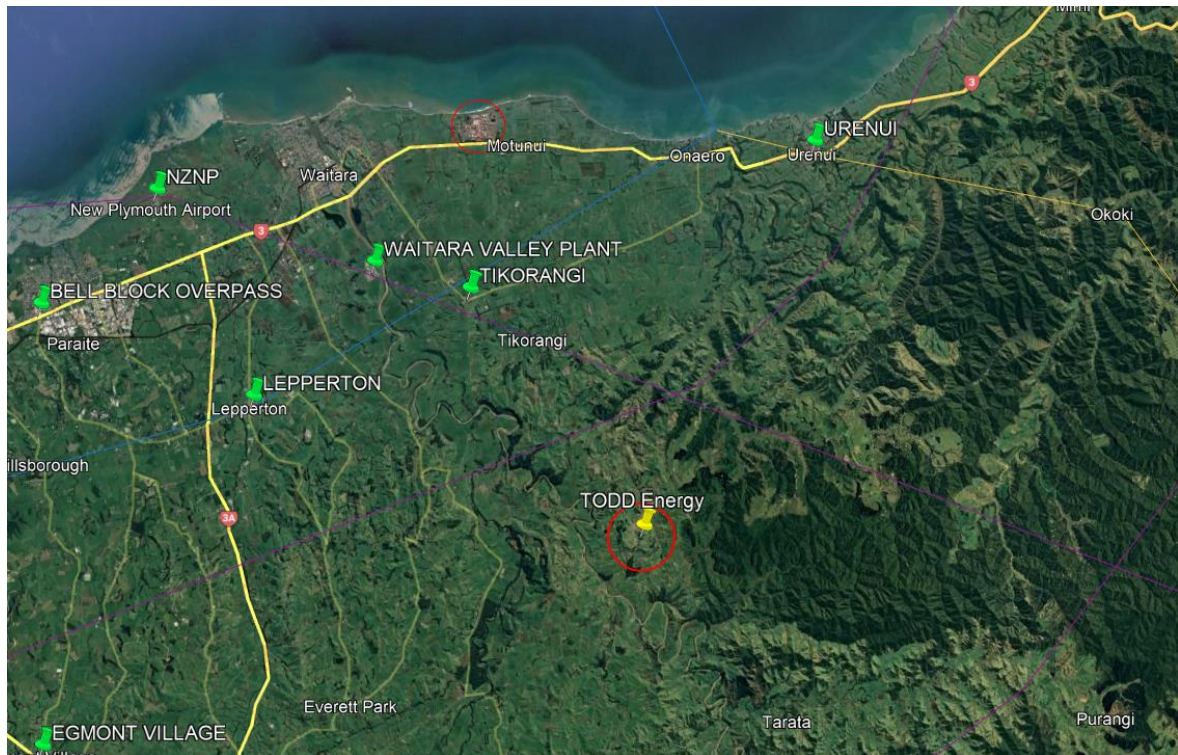 Mimi
3
URENUI
Motunui
Onaero
Urenui
NZNP
Waitara
New Plymouth Airport
Okoki
3
WAITARA VALLEY PLANT
TIKORANGI
BELL BLOCK OVERPASS
Paraite
Tikorangi
LEPPERTON
Lepperton
illsborough
TODD Energy
3A
Everett Park
Tarata
Purangi
EGMONT VILLAGE